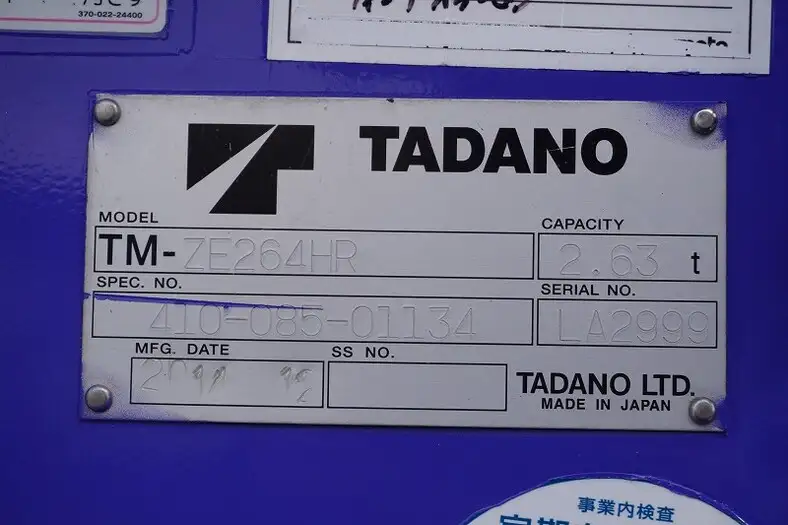 370-022-24400
TADANO
MODEL
CAPACITY
TM-ZE264HR
2.63 t
SPEC. NO.
SERIAL NO.
410-085-01134
LA2999
MFG. DATE
SS NO.
TADANO LTD.
MADE IN JAPAN
事業内検査